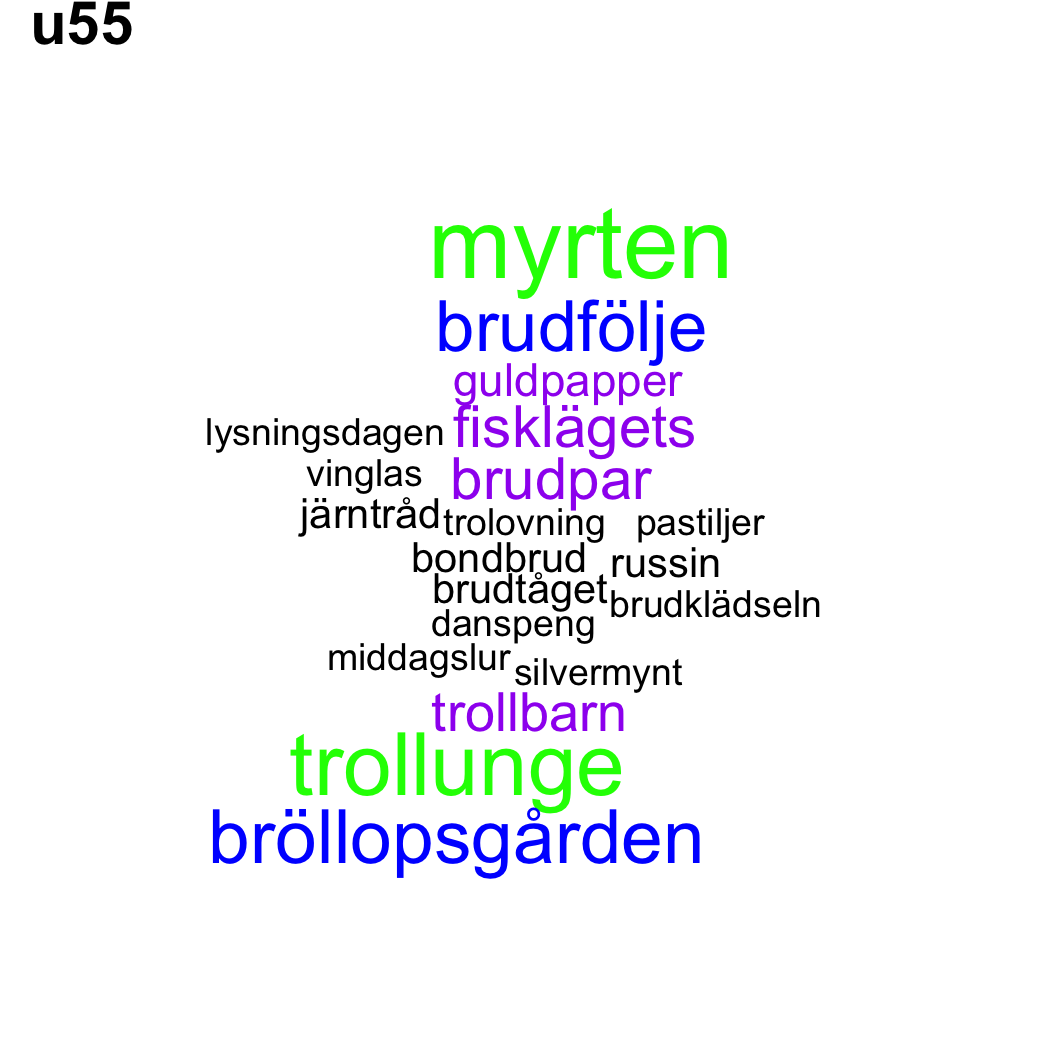 u55
myrten
brudfölje
guldpapper
lysningsdagen fisklägets
vinglas brudpar
järntråd trolovning pastiljer
bondbrud russin
brudtåget brudklädseln
danspeng
middagslur silvermynt
trollbarn
trollunge
bröllopsgården